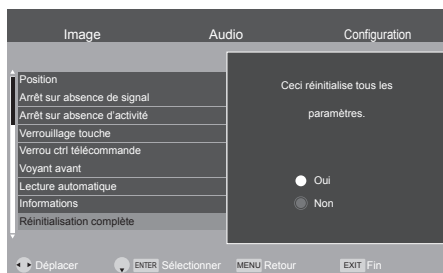 Image Audio Configuration
Position
Arrêt sur absence de signal
Arrêt sur absence d'activité
Verrouillage touche
Verrou ctrl télécommande
Voyant avant
Lecture automatique
Informations
Réinitialisation complète
Ceci réinitialise tous les
paramètres.
Oui
Non
Déplacer ENTER Sélectionner MENU Retour EXIT Fin